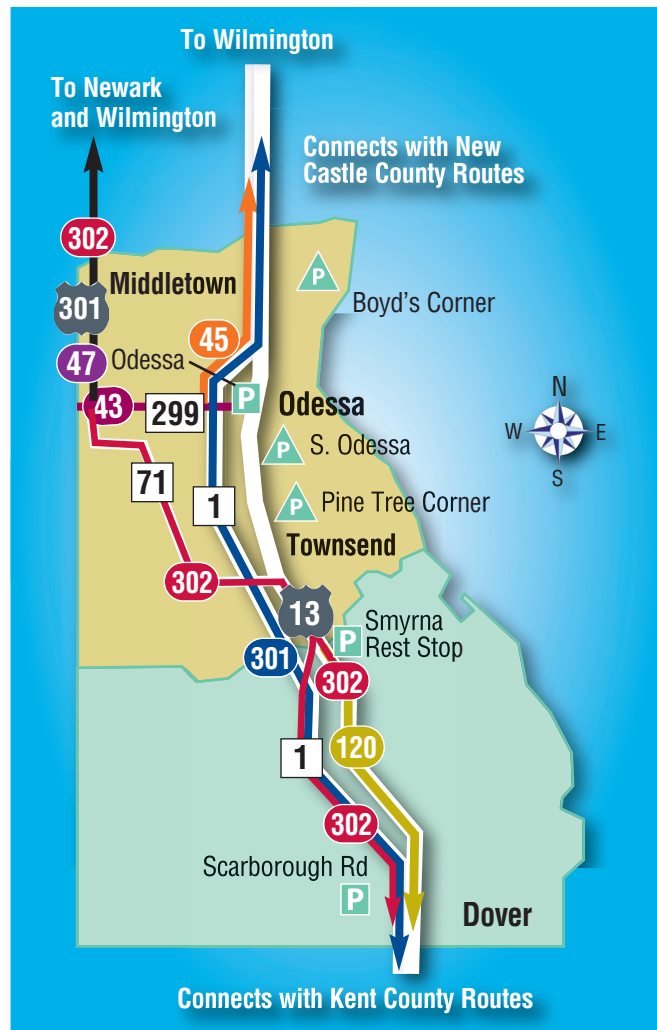 To Wilmington
To Newark
and Wilmington
Connects with New
Castle County Routes
302
Middletown
P
301
Boyd's Corner
45
47
Odessa
P
43
299
Odessa
N
W
E
S
P
S. Odessa
71
1
P
Pine Tree Corner
Townsend
302
13
Smyrna
Rest Stop
P
301
302
1
120
302
Scarborough Rd
P
Dover
Connects with Kent County Routes